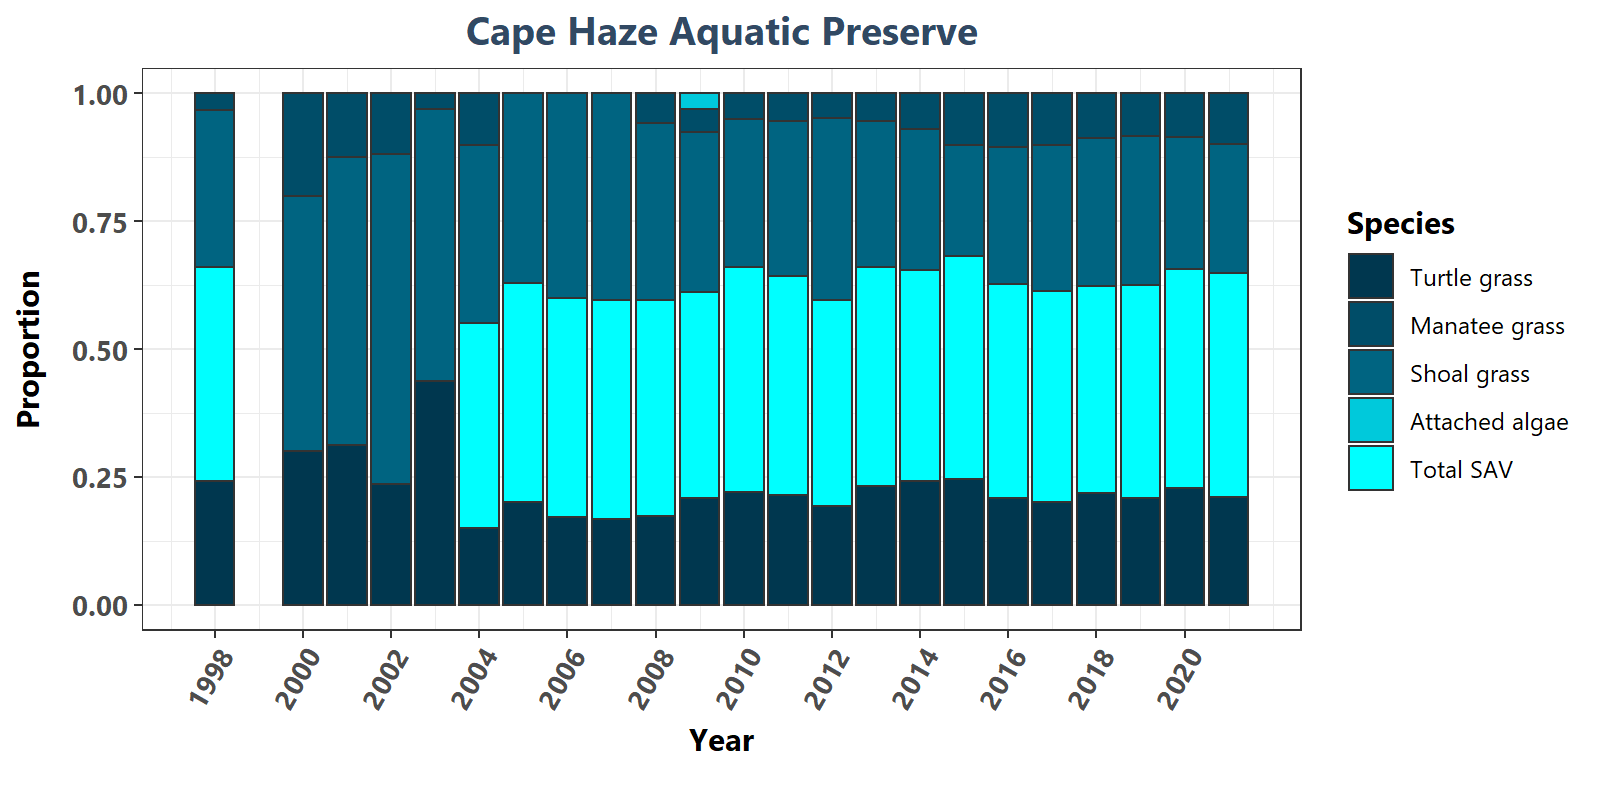 Cape Haze Aquatic Preserve
Proportion
1.00
0.75
0.50
0.25
0.00
1998 2000 2002 2004 2006 2008 2010 2012 2014 2016 2018 2020
Year
Species
Turtle grass
Manatee grass
Shoal grass
Attached algae
Total SAV